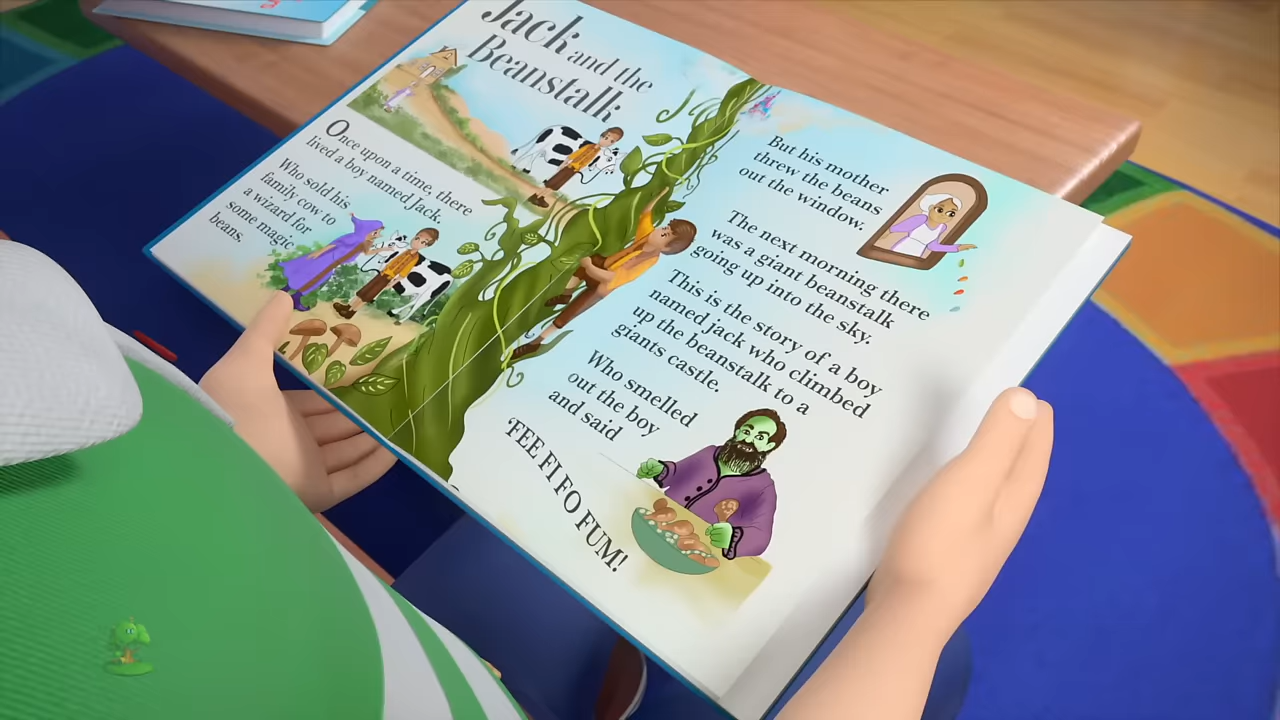 Jack and the
Beanstalk
Once upon a time, there
lived a boy named Jack.
Who sold his
family cow to
a wizard for
some magic
beans.
But his mother
threw the beans
out the window.
The next morning there
was a giant beanstalk
going up into the sky.
This is the story of a boy
named jack who climbed
up the beanstalk to a
giants castle.
Who smelled
out the boy
and said
'FEE FI FO FUM!